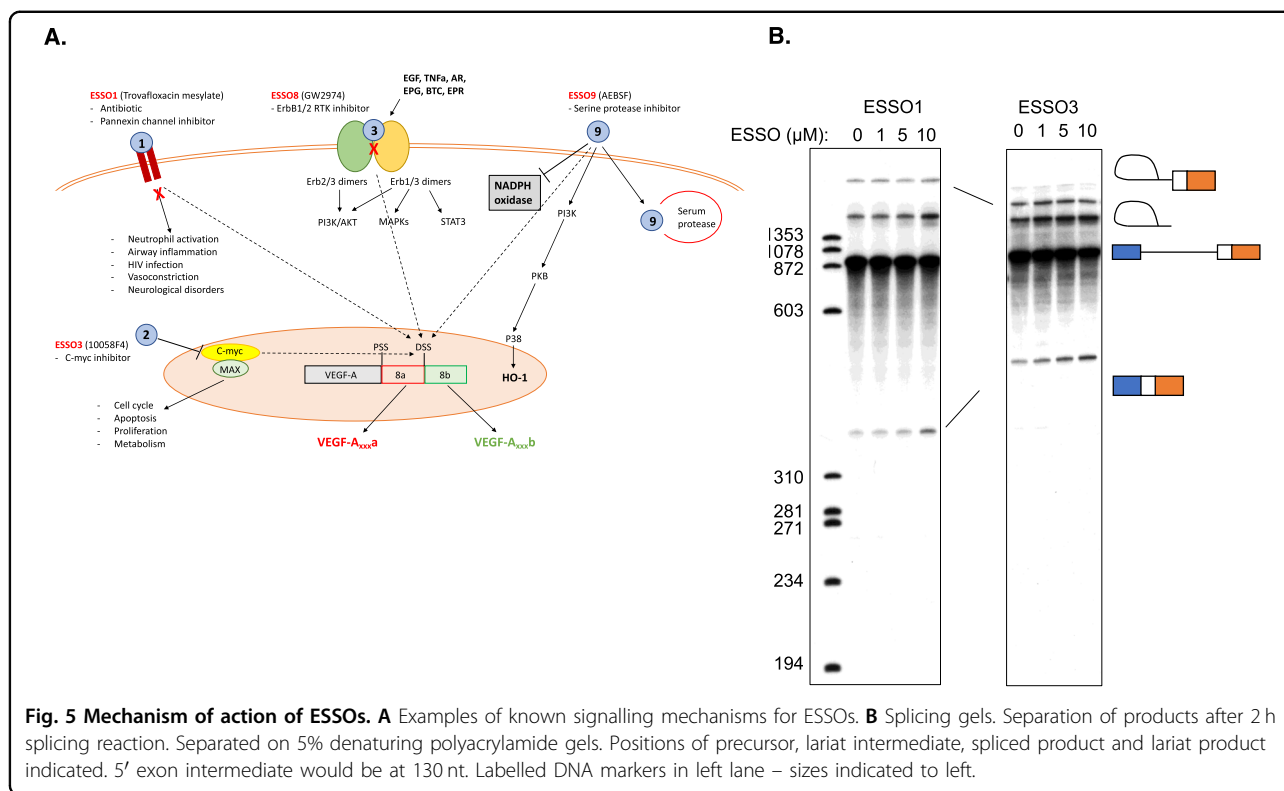 A.
ESSO1 (Trovafloxacin mesylate)
- Antibiotic
- Pannexin channel inhibitor
1
X
- Neutrophil activation
- Airway inflammation
- HIV infection
- Vasoconstriction
- Neurological disorders
ESSO8 (GW2974)
- ErbB1/2 RTK inhibitor
EGF, TNFa, AR,
EPG, BTC, EPR
3
X
Erb2/3 dimers
Erb1/3 dimers
PI3K/AKT
MAPKs
STAT3
ESSO9 (AEBSF)
- Serine protease inhibitor
9
NADPH
oxidase
PI3K
9
Serum
protease
PKB
P38
HO-1
ESSO3 (10058F4)
- C-myc inhibitor
2
C-myc
MAX
- Cell cycle
- Apoptosis
- Proliferation
- Metabolism
PSS
DSS
VEGF-A
8a
8b
VEGF-Axxxa
VEGF-Axxxb
B.
ESSO1
ESSO3
ESSO (µM): 0 1 5 10
0 1 5 10
1353
1078
872
603
310
281
271
234
194
Fig. 5 Mechanism of action of ESSOs. A Examples of known signalling mechanisms for ESSOs. B Splicing gels. Separation of products after 2 h
splicing reaction. Separated on 5% denaturing polyacrylamide gels. Positions of precursor, lariat intermediate, spliced product and lariat product
indicated. 5′ exon intermediate would be at 130 nt. Labelled DNA markers in left lane – sizes indicated to left.